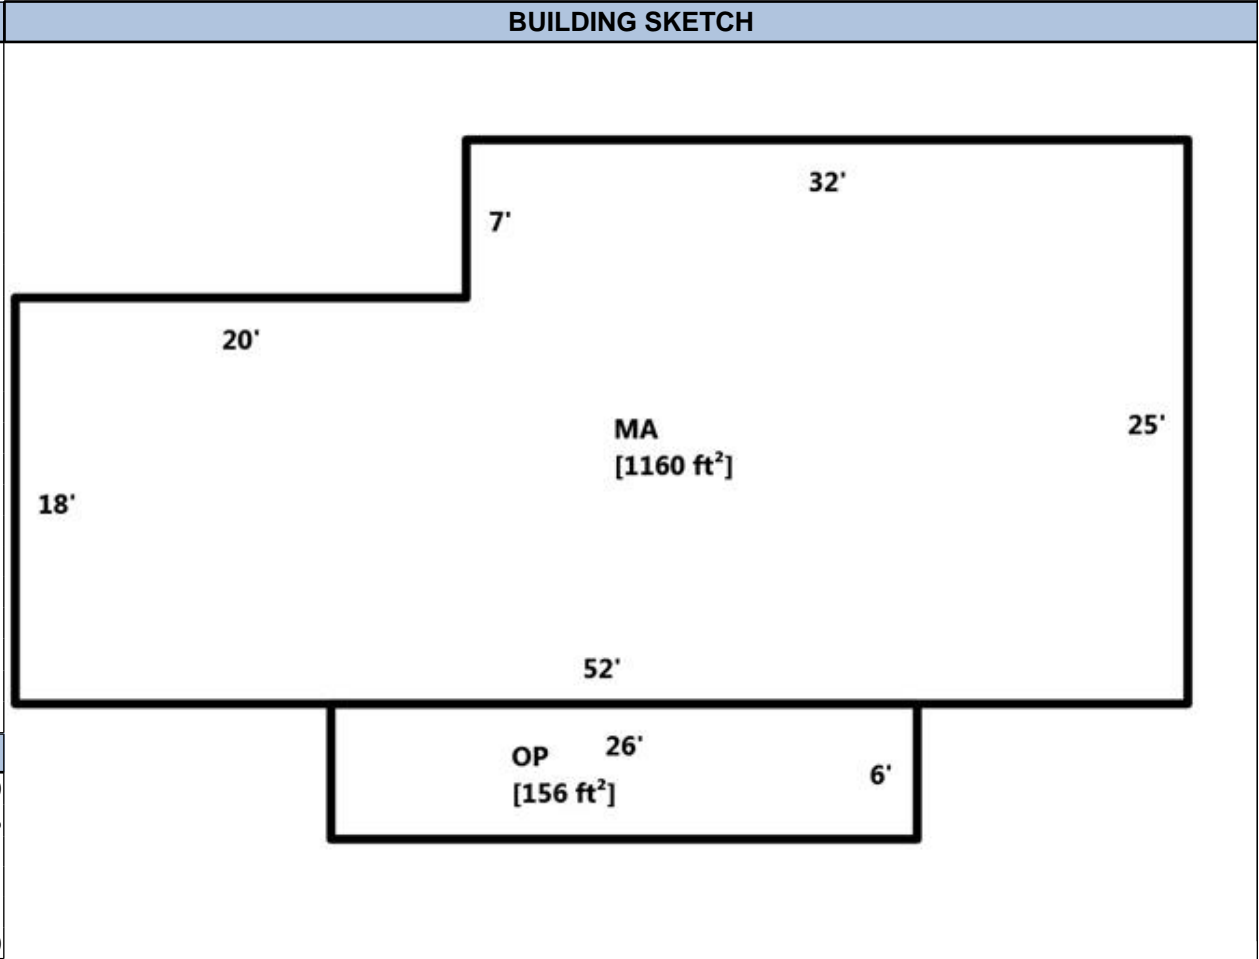 BUILDING SKETCH
32'
7'
20'
MA
[1160 ft²]
25'
18'
52'
OP
26'
[156 ft²]
6'